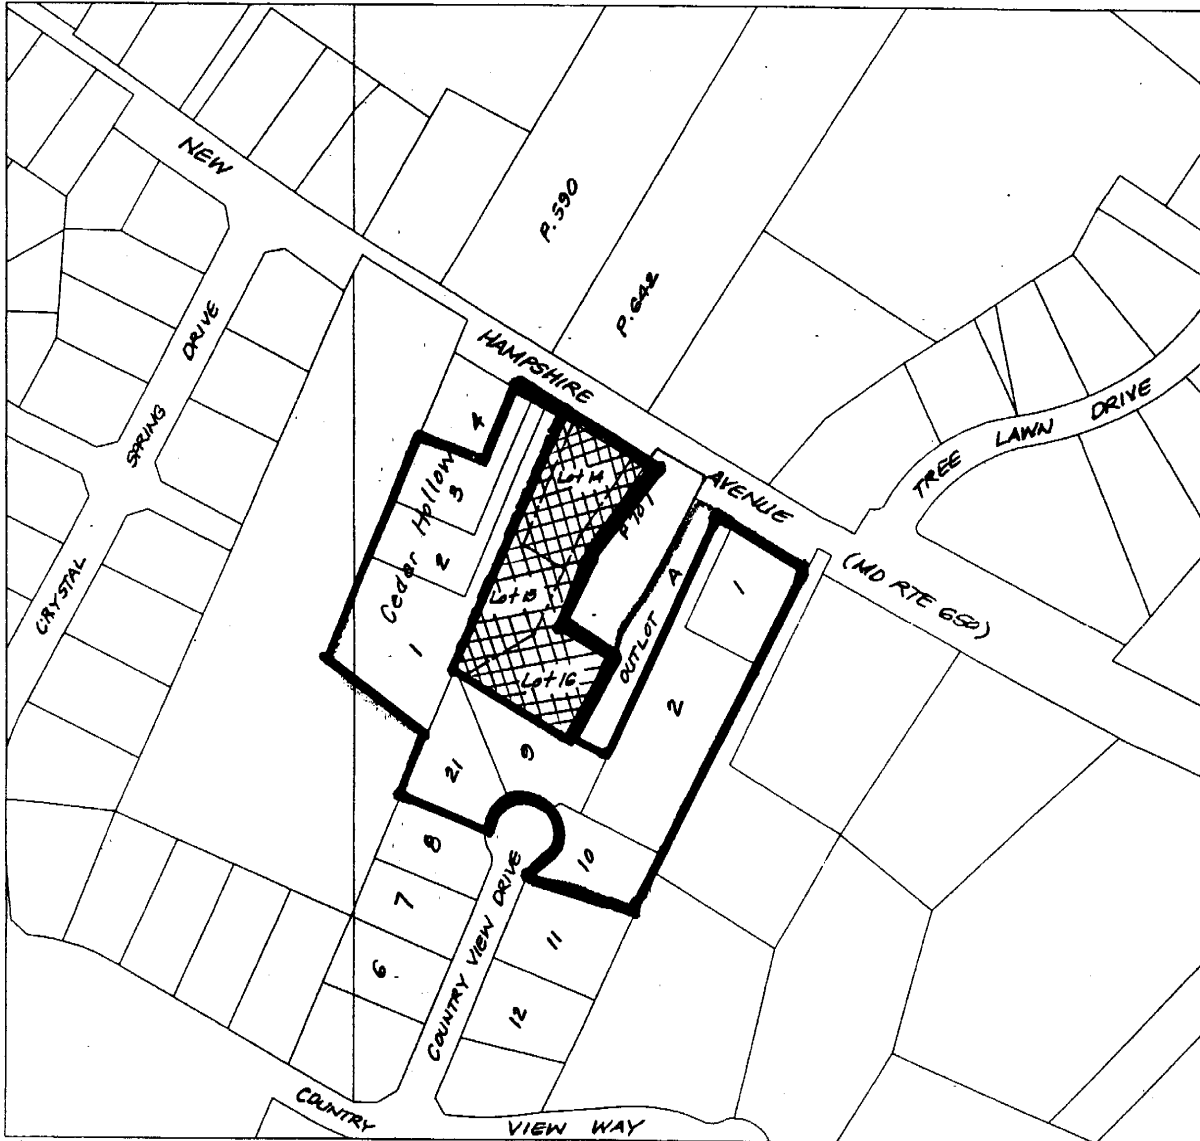 NEW
HAMPSHIRE
AVENUE
(MD RTE 650)
P. 590
P. 642
TREE LAWN DRIVE
CRYSTAL
SPRING
DRIVE
4
Cedar Hollow
3
2
1
Lot 14
Lot 16
OUTLOT A
1
2
9
21
8
7
6
10
11
12
COUNTRY VIEW DRIVE
COUNTRY
VIEW WAY